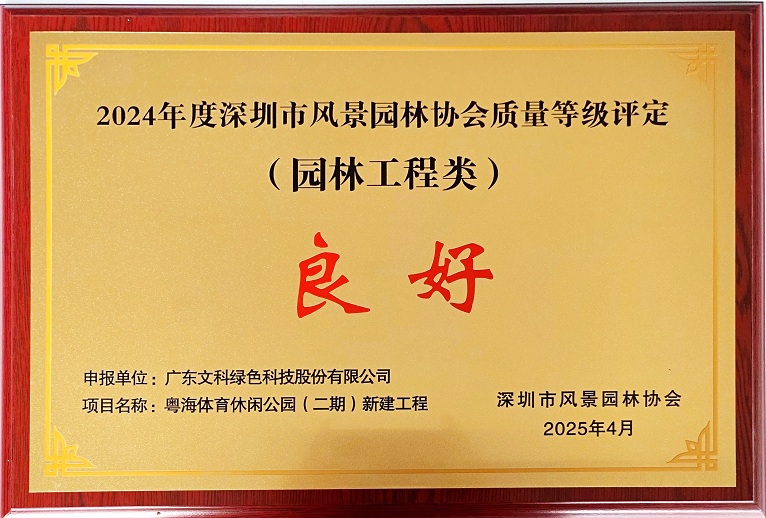 2024年度深圳市风景园林协会质量等级评定
（园林工程类）
良好
申报单位：广东文科绿色科技股份有限公司
项目名称：粤海体育休闲公园（二期）新建工程
深圳市风景园林协会
2025年4月